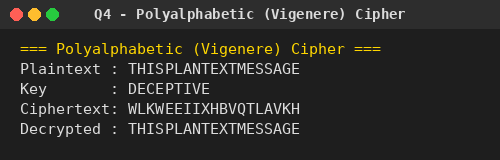 Q4 - Polyalphabetic (Vigenere) Cipher
=== Polyalphabetic (Vigenere) Cipher ===
Plaintext : THISPLANTEXTMESSAGE
Key       : DECEPTIVE
Ciphertext: WLKWEEIIXHBVQTLAVKH
Decrypted : THISPLANTEXTMESSAGE